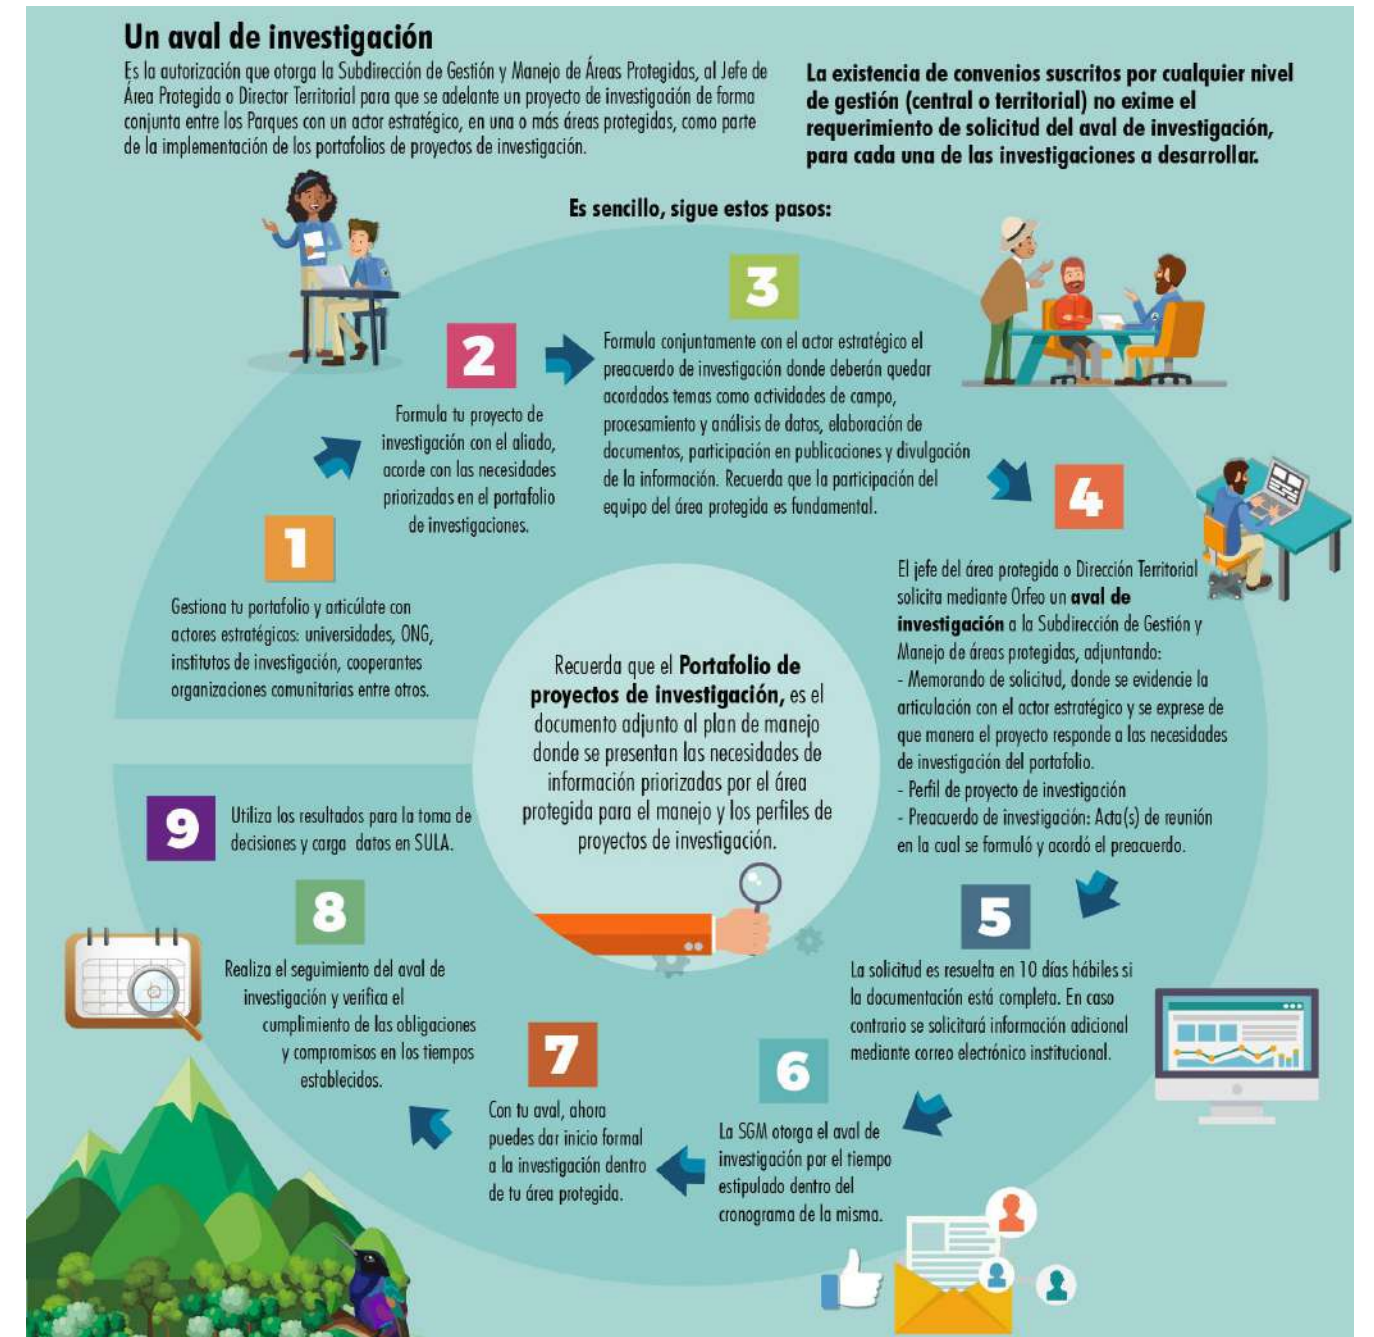 Un aval de investigación
Es la autorización que otorga la Subdirección de Gestión y Manejo de Áreas Protegidas, al Jefe de
Área Protegida o Director Territorial para que se adelante un proyecto de investigación de forma
conjunta entre los Parques con un actor estratégico, en una o más áreas protegidas, como parte
de la implementación de los portafolios de proyectos de investigación.
La existencia de convenios suscritos por cualquier nivel
de gestión (central o territorial) no exime el
requerimiento de solicitud del aval de investigación,
para cada una de las investigaciones a desarrollar.
Es sencillo, sigue estos pasos:
1
Gestiona tu portafolio y articúlate con
actores estratégicos: universidades, ONG,
institutos de investigación, cooperantes
organizaciones comunitarias entre otros.
2
Formula tu proyecto de
investigación con el aliado,
acorde con las necesidades
priorizadas en el portafolio
de investigaciones.
3
Formula conjuntamente con el actor estratégico el
preacuerdo de investigación donde deberán quedar
acordados temas como actividades de campo,
procesamiento y análisis de datos, elaboración de
documentos, participación en publicaciones y divulgación
de la información. Recuerda que la participación del
equipo del área protegida es fundamental.
4
El jefe del área protegida o Dirección Territorial
solicita mediante Orfeo un aval de
investigación a la Subdirección de Gestión y
Manejo de áreas protegidas, adjuntando:
- Memorando de solicitud, donde se evidencie la
articulación con el actor estratégico y se exprese de
que manera el proyecto responde a las necesidades
de investigación del portafolio.
- Perfil de proyecto de investigación
- Preacuerdo de investigación: Acta(s) de reunión
en la cual se formuló y acordó el preacuerdo.
5
La solicitud es resuelta en 10 días hábiles si
la documentación está completa. En caso
contrario se solicitará información adicional
mediante correo electrónico institucional.
6
La SGM otorga el aval de
investigación por el tiempo
estipulado dentro del
cronograma de la misma.
7
Con tu aval, ahora
puedes dar inicio formal
a la investigación dentro
de tu área protegida.
8
Realiza el seguimiento del aval de
investigación y verifica el
cumplimiento de las obligaciones
y compromisos en los tiempos
establecidos.
9
Utiliza los resultados para la toma de
decisiones y carga datos en SULA.
Recuerda que el Portafolio de
proyectos de investigación, es el
documento adjunto al plan de manejo
donde se presentan las necesidades de
información priorizadas por el área
protegida para el manejo y los perfiles de
proyectos de investigación.